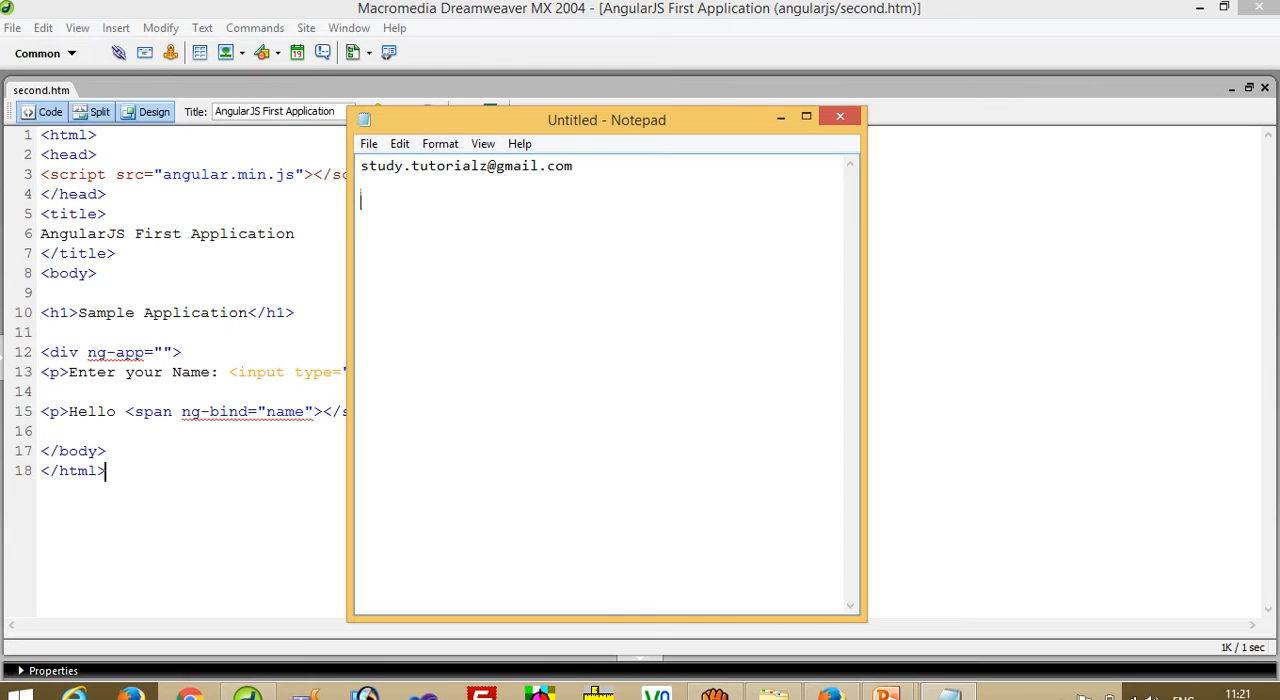 Macromedia Dreamweaver MX 2004 - [AngularJS First Application (angularjs/second.htm)]
File Edit View Insert Modify Text Commands Site Window Help
Common
second.htm
Code Split Design Title: AngularJS First Application
Untitled - Notepad
File Edit Format View Help
study.tutorialz@gmail.com
1 <html>
2 <head>
3 <script src="angular.min.js"></sc
4 </head>
5 <title>
6 AngularJS First Application
7 </title>
8 <body>
9
10 <h1>Sample Application</h1>
11
12 <div ng-app="">
13 <p>Enter your Name: <input type="
14
15 <p>Hello <span ng-bind="name"></s
16
17 </body>
18 </html>
1K / 1 sec
Properties
11:21